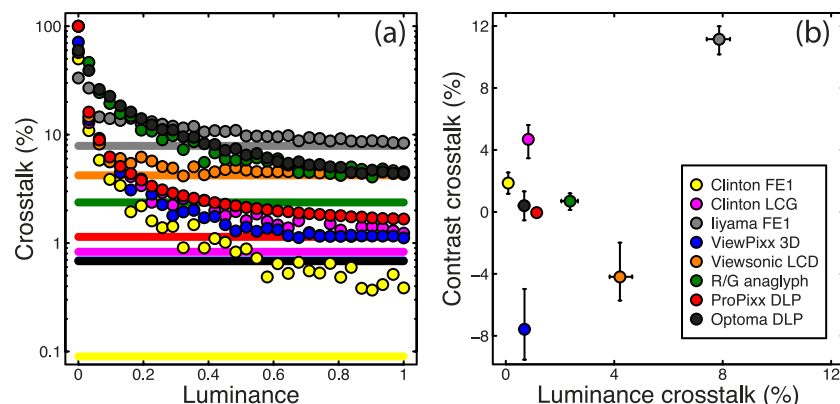 (a)
Crosstalk (%)
100
10
1
0.1
0
0.2
0.4
0.6
0.8
1
Luminance
(b)
Contrast crosstalk (%)
12
8
4
0
−4
−8
0
4
8
12
Luminance crosstalk (%)
Clinton FE1
Clinton LCG
Iiyama FE1
ViewPixx 3D
Viewsonic LCD
R/G anaglyph
ProPixx DLP
Optoma DLP